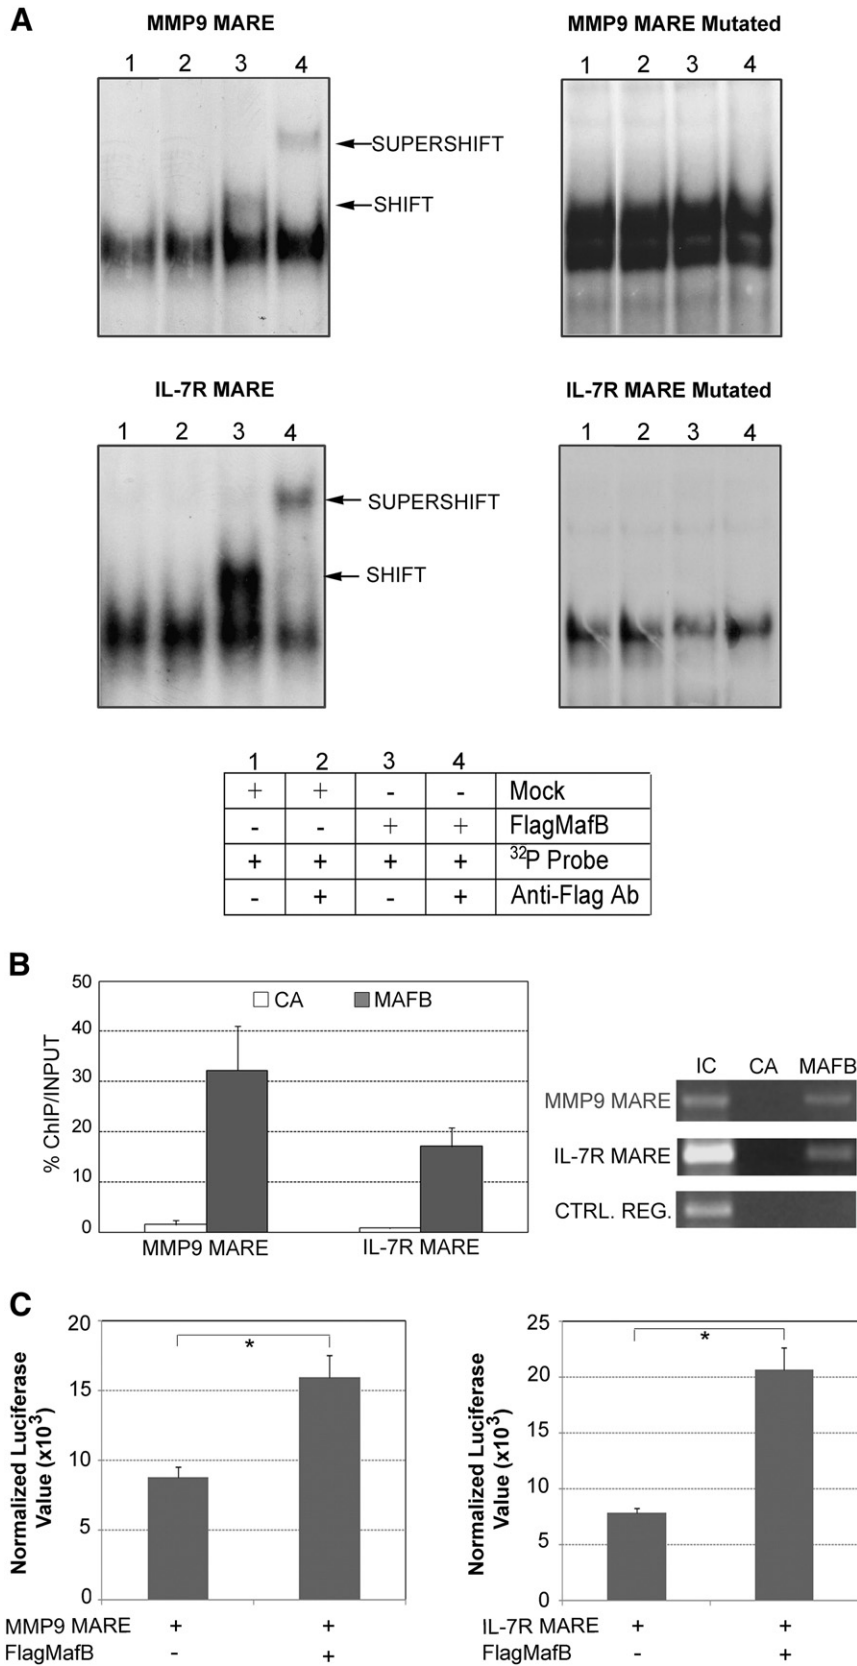 A
MMP9 MARE
1 2 3 4
SUPERSHIFT
SHIFT
MMP9 MARE Mutated
1 2 3 4
IL-7R MARE
1 2 3 4
SUPERSHIFT
SHIFT
IL-7R MARE Mutated
1 2 3 4
1 2 3 4
+ + - - Mock
- - + + FlagMafB
+ + + + ³²P Probe
- + - + Anti-Flag Ab
B
% ChIP/INPUT
50
40
30
20
10
0
CA MAFB
MMP9 MARE IL-7R MARE
IC CA MAFB
MMP9 MARE
IL-7R MARE
CTRL. REG.
C
Normalized Luciferase
Value (x10³)
20
15
10
5
0
*
MMP9 MARE + +
FlagMafB - +
Normalized Luciferase
Value (x10³)
25
20
15
10
5
0
*
IL-7R MARE + +
FlagMafB - +